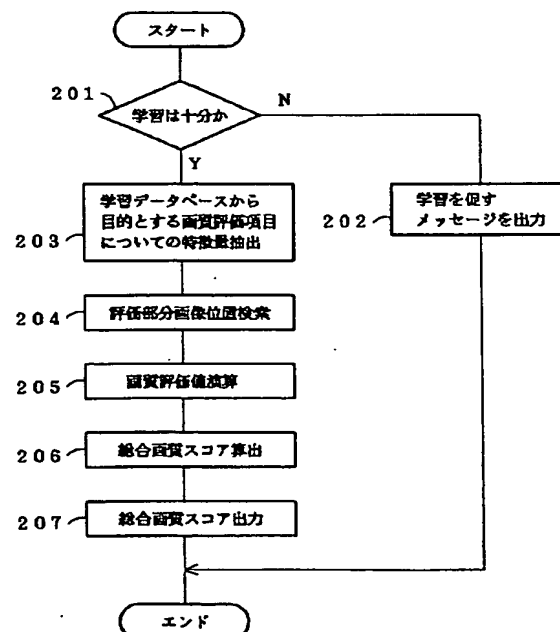 スタート
201
学習は十分か
N
Y
学習データベースから
目的とする画質評価項目
についての特徴量抽出
203
学習を促す
メッセージを出力
202
204
評価部分画像位置検索
205
画質評価値演算
206
総合画質スコア算出
207
総合画質スコア出力
エンド